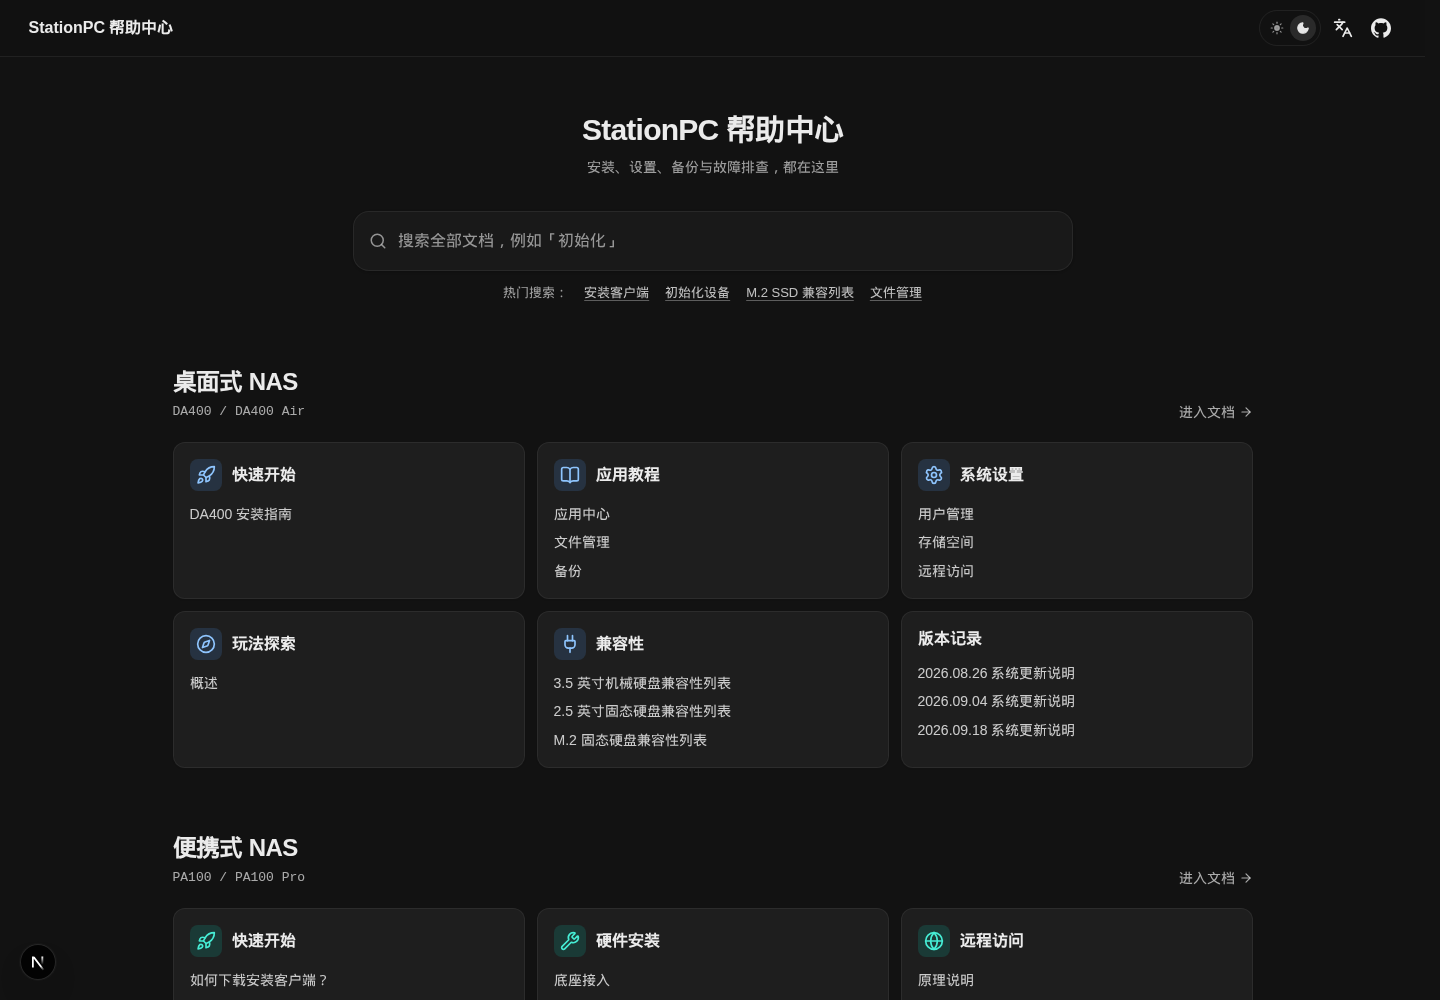 StationPC 帮助中心
StationPC 帮助中心
安装、设置、备份与故障排查，都在这里
搜索全部文档，例如「初始化」
热门搜索： 安装客户端 初始化设备 M.2 SSD 兼容列表 文件管理
桌面式 NAS
DA400 / DA400 Air
进入文档 →
快速开始
DA400 安装指南
应用教程
应用中心
文件管理
备份
系统设置
用户管理
存储空间
远程访问
玩法探索
概述
兼容性
3.5 英寸机械硬盘兼容性列表
2.5 英寸固态硬盘兼容性列表
M.2 固态硬盘兼容性列表
版本记录
2026.08.26 系统更新说明
2026.09.04 系统更新说明
2026.09.18 系统更新说明
便携式 NAS
PA100 / PA100 Pro
进入文档 →
快速开始
如何下载安装客户端？
硬件安装
底座接入
远程访问
原理说明